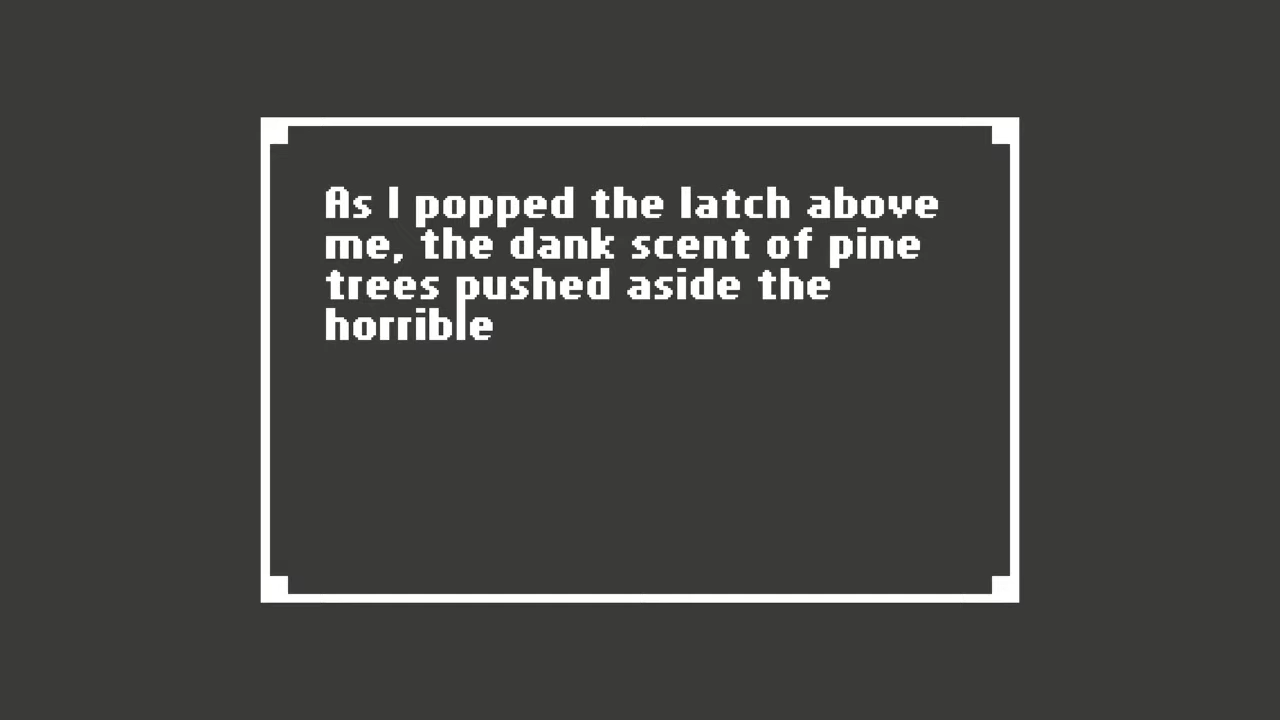 As I popped the latch above
me, the dank scent of pine
trees pushed aside the
horrible